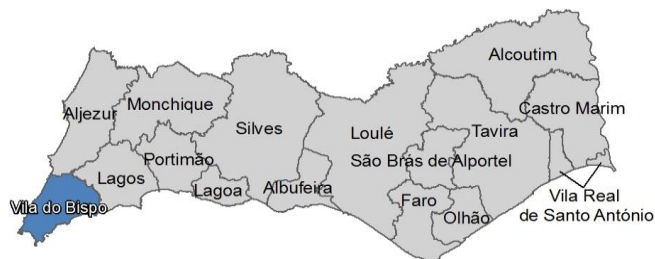 Alcoutim
Aljezur
Monchique
Castro Marim
Silves
Loulé
Tavira
Portimão
São Brás de Alportel
Lagos
Lagoa
Albufeira
Faro
Vila Real
de Santo António
Vila do Bispo
Olhão